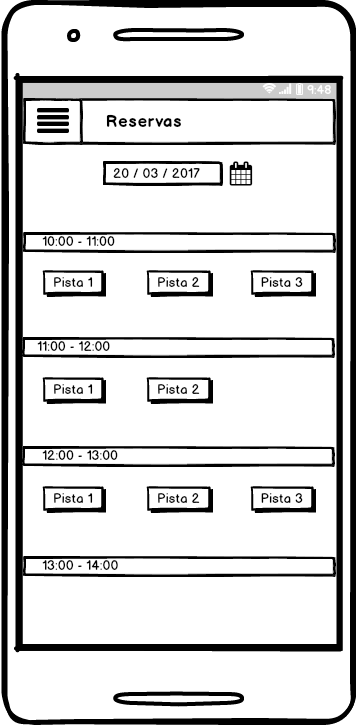 9:48
Reservas
20 / 03 / 2017
10:00 - 11:00
Pista 1 Pista 2 Pista 3
11:00 - 12:00
Pista 1 Pista 2
12:00 - 13:00
Pista 1 Pista 2 Pista 3
13:00 - 14:00